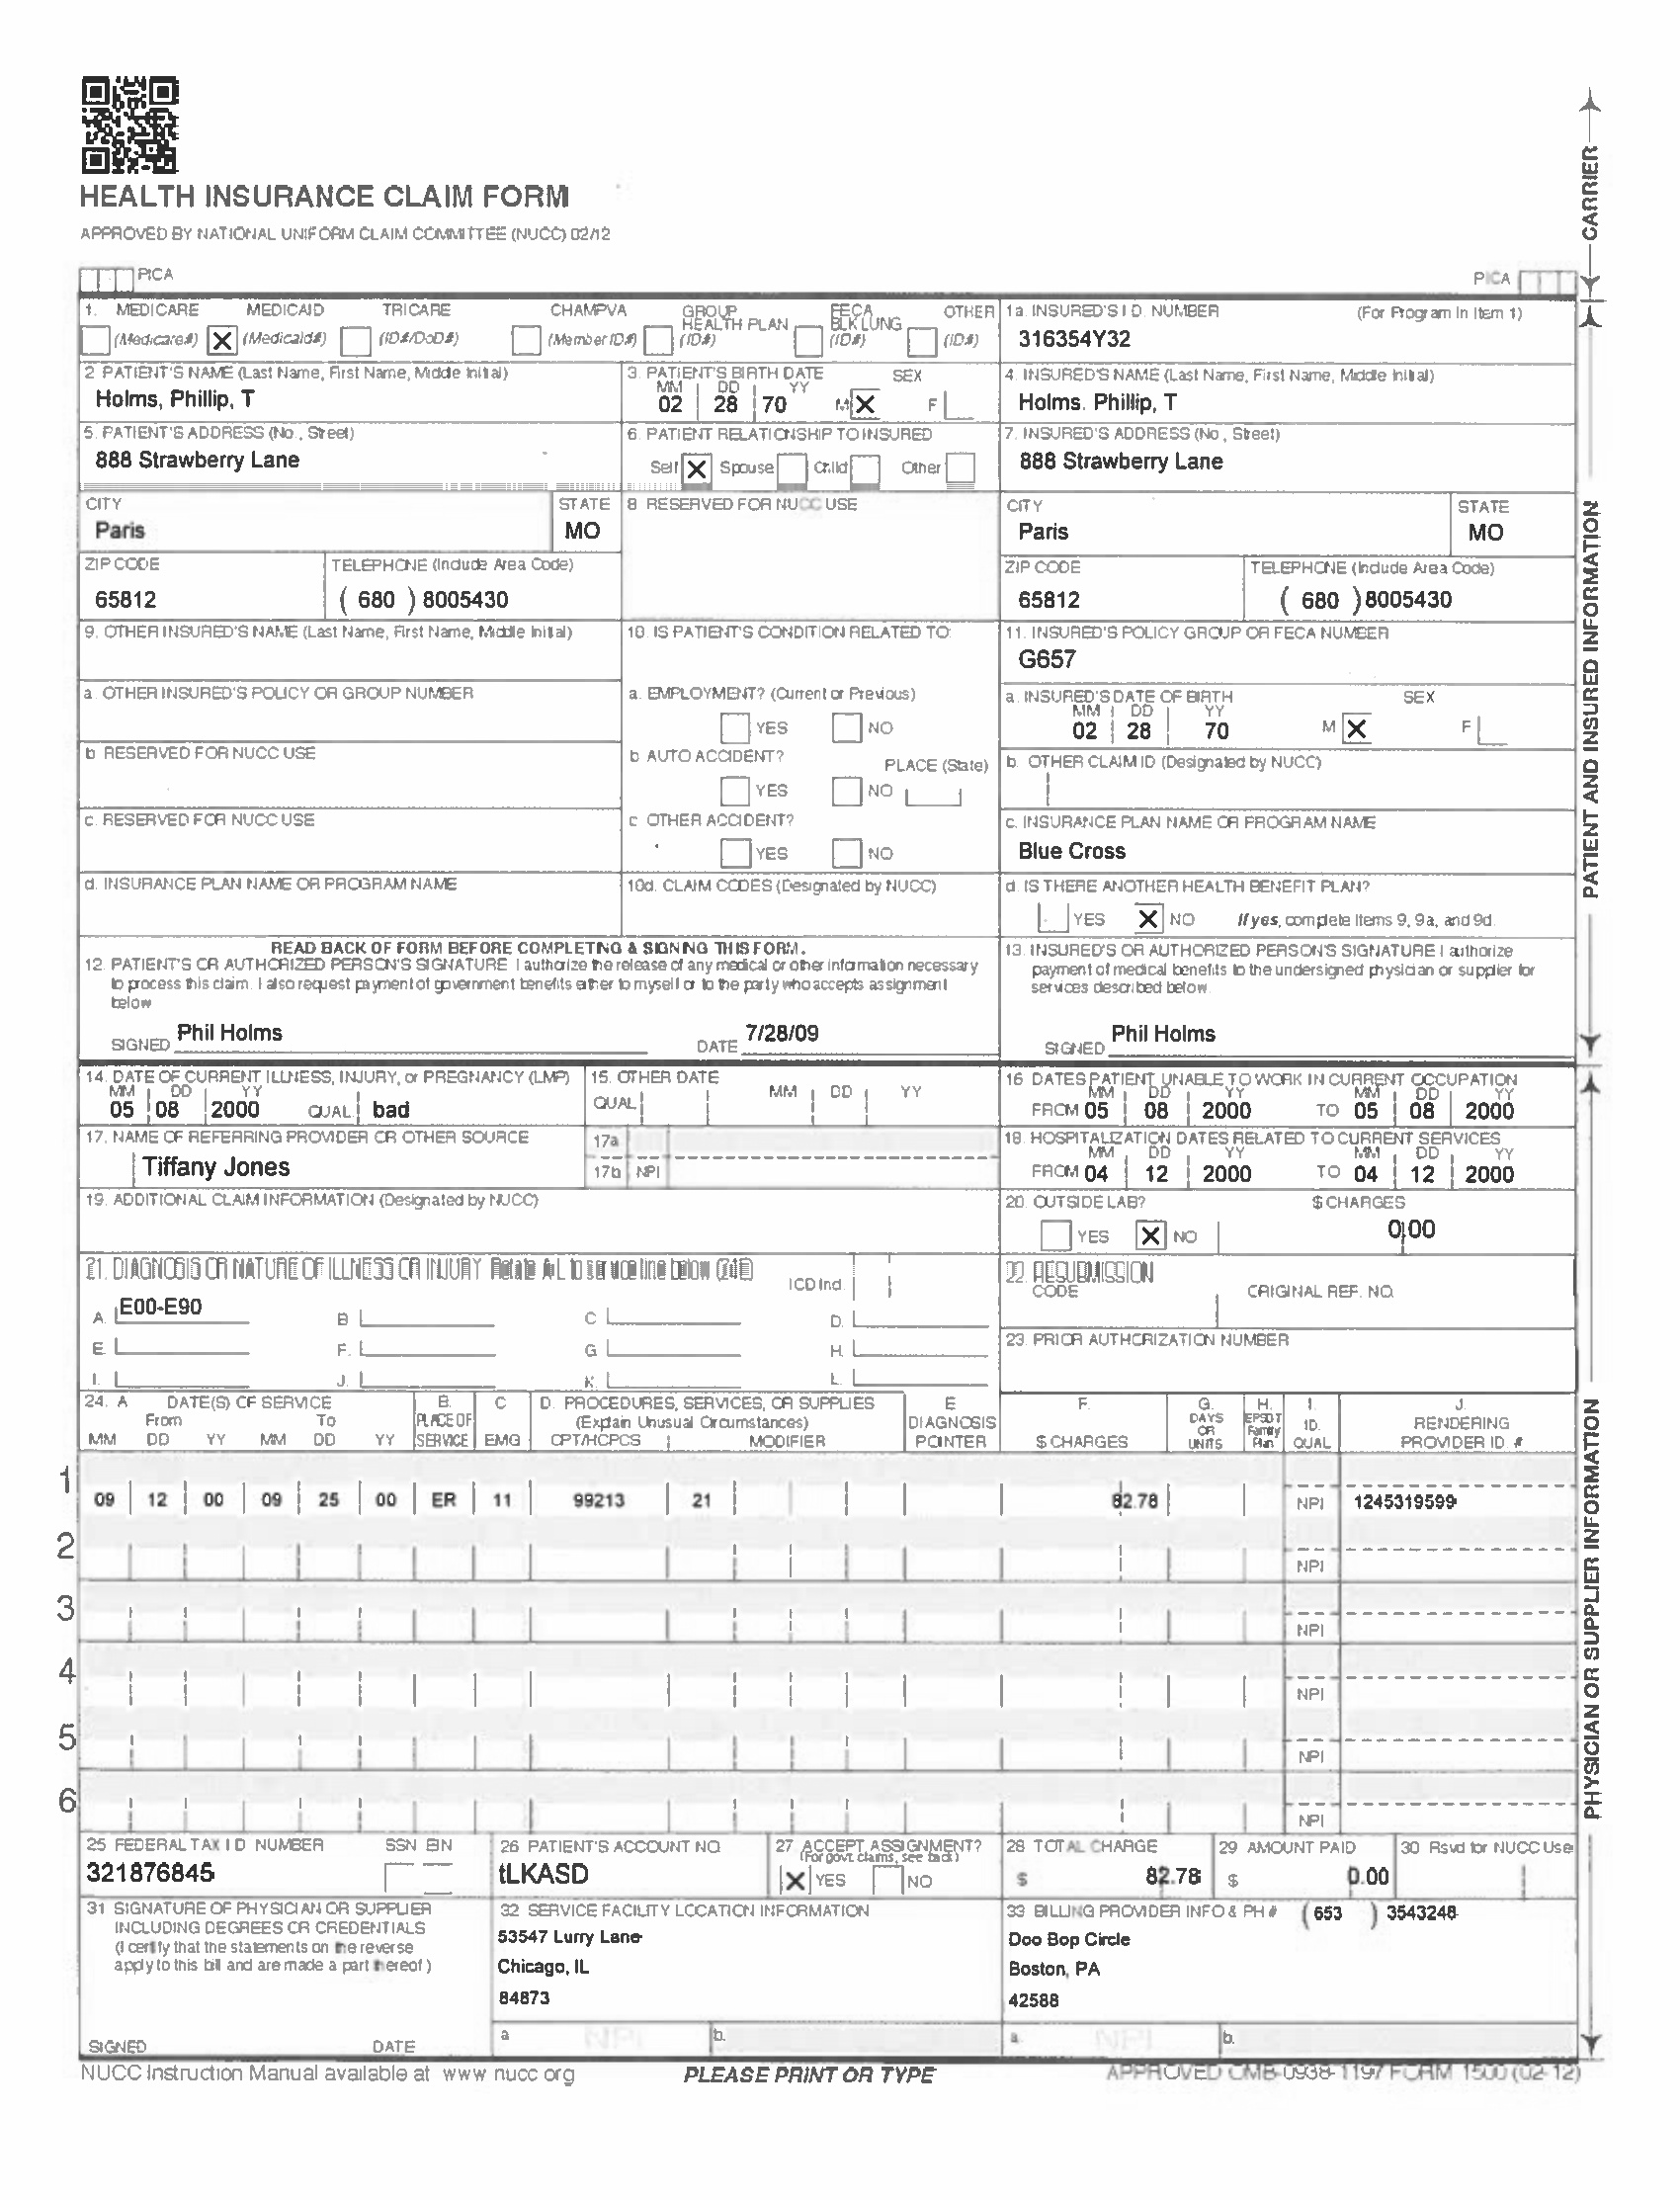 HEALTH INSURANCE CLAIM FORM
APPROVED BY NATIONAL UNIFORM CLAIM COMMITTEE (NUCC) 02/12
CARRIER
PICA PICA
1. MEDICARE MEDICAID TRICARE CHAMPVA GROUP HEALTH PLAN FECA BLK LUNG OTHER
(Medicare#) X (Medicaid#) (ID#/DoD#) (Member ID#) (ID#) (ID#) (ID#)
1a. INSURED'S I.D. NUMBER (For Program in Item 1)
316354Y32
2. PATIENT'S NAME (Last Name, First Name, Middle Initial)
Holms, Phillip, T
3. PATIENT'S BIRTH DATE SEX
MM DD YY
02 28 70 M X F
4. INSURED'S NAME (Last Name, First Name, Middle Initial)
Holms. Phillip, T
5. PATIENT'S ADDRESS (No., Street)
888 Strawberry Lane
6. PATIENT RELATIONSHIP TO INSURED
Self X Spouse Child Other
7. INSURED'S ADDRESS (No., Street)
888 Strawberry Lane
CITY STATE
Paris MO
8. RESERVED FOR NUCC USE
CITY STATE
Paris MO
ZIP CODE TELEPHONE (Include Area Code)
65812 ( 680 ) 8005430
ZIP CODE TELEPHONE (Include Area Code)
65812 ( 680 ) 8005430
9. OTHER INSURED'S NAME (Last Name, First Name, Middle Initial)
10. IS PATIENT'S CONDITION RELATED TO:
11. INSURED'S POLICY GROUP OR FECA NUMBER
G657
a. OTHER INSURED'S POLICY OR GROUP NUMBER
a. EMPLOYMENT? (Current or Previous)
YES NO
a. INSURED'S DATE OF BIRTH SEX
MM DD YY
02 28 70 M X F
b. RESERVED FOR NUCC USE
b. AUTO ACCIDENT? PLACE (State)
YES NO
b. OTHER CLAIM ID (Designated by NUCC)
c. RESERVED FOR NUCC USE
c. OTHER ACCIDENT?
YES NO
c. INSURANCE PLAN NAME OR PROGRAM NAME
Blue Cross
d. INSURANCE PLAN NAME OR PROGRAM NAME
10d. CLAIM CODES (Designated by NUCC)
d. IS THERE ANOTHER HEALTH BENEFIT PLAN?
YES X NO If yes, complete items 9, 9a, and 9d.
PATIENT AND INSURED INFORMATION
READ BACK OF FORM BEFORE COMPLETING & SIGNING THIS FORM.
12. PATIENT'S OR AUTHORIZED PERSON'S SIGNATURE I authorize the release of any medical or other information necessary
to process this claim. I also request payment of government benefits either to myself or to the party who accepts assignment
below
SIGNED Phil Holms DATE 7/28/09
13. INSURED'S OR AUTHORIZED PERSON'S SIGNATURE I authorize
payment of medical benefits to the undersigned physician or supplier for
services described below.
SIGNED Phil Holms
14. DATE OF CURRENT ILLNESS, INJURY, or PREGNANCY (LMP)
MM DD YY
05 08 2000 QUAL. bad
15. OTHER DATE
QUAL. MM DD YY
16. DATES PATIENT UNABLE TO WORK IN CURRENT OCCUPATION
MM DD YY MM DD YY
FROM 05 08 2000 TO 05 08 2000
17. NAME OF REFERRING PROVIDER OR OTHER SOURCE
Tiffany Jones
17a.
17b. NPI
18. HOSPITALIZATION DATES RELATED TO CURRENT SERVICES
MM DD YY MM DD YY
FROM 04 12 2000 TO 04 12 2000
19. ADDITIONAL CLAIM INFORMATION (Designated by NUCC)
20. OUTSIDE LAB? $ CHARGES
YES X NO 0.00
21. DIAGNOSIS OR NATURE OF ILLNESS OR INJURY Relate A-L to service line below (24E) ICD Ind.
A. E00-E90 B. C. D.
E. F. G. H.
I. J. K. L.
22. RESUBMISSION
CODE ORIGINAL REF. NO.
23. PRIOR AUTHORIZATION NUMBER
24. A. DATE(S) OF SERVICE B. C. D. PROCEDURES, SERVICES, OR SUPPLIES E. F. G. H. I. J.
From To PLACE OF (Explain Unusual Circumstances) DIAGNOSIS DAYS OR EPSDT Family ID. RENDERING
MM DD YY MM DD YY SERVICE EMG CPT/HCPCS MODIFIER POINTER $ CHARGES UNITS Plan QUAL. PROVIDER ID. #
1 09 12 00 09 25 00 ER 11 99213 21 82.78 NPI 1245319599
2 NPI
3 NPI
4 NPI
5 NPI
6 NPI
25. FEDERAL TAX I.D. NUMBER SSN EIN
321876845
26. PATIENT'S ACCOUNT NO.
tLKASD
27. ACCEPT ASSIGNMENT?
(For govt. claims, see back)
X YES NO
28. TOTAL CHARGE
$ 82.78
29. AMOUNT PAID
$ 0.00
30. Rsvd for NUCC Use
31. SIGNATURE OF PHYSICIAN OR SUPPLIER
INCLUDING DEGREES OR CREDENTIALS
(I certify that the statements on the reverse
apply to this bill and are made a part thereof.)
SIGNED DATE
32. SERVICE FACILITY LOCATION INFORMATION
53547 Lurry Lane
Chicago, IL
84873
a. NPI b.
33. BILLING PROVIDER INFO & PH # ( 653 ) 3543248
Doo Bop Circle
Boston, PA
42588
a. NPI b.
PHYSICIAN OR SUPPLIER INFORMATION
NUCC Instruction Manual available at: www.nucc.org
PLEASE PRINT OR TYPE
APPROVED OMB-0938-1197 FORM 1500 (02-12)